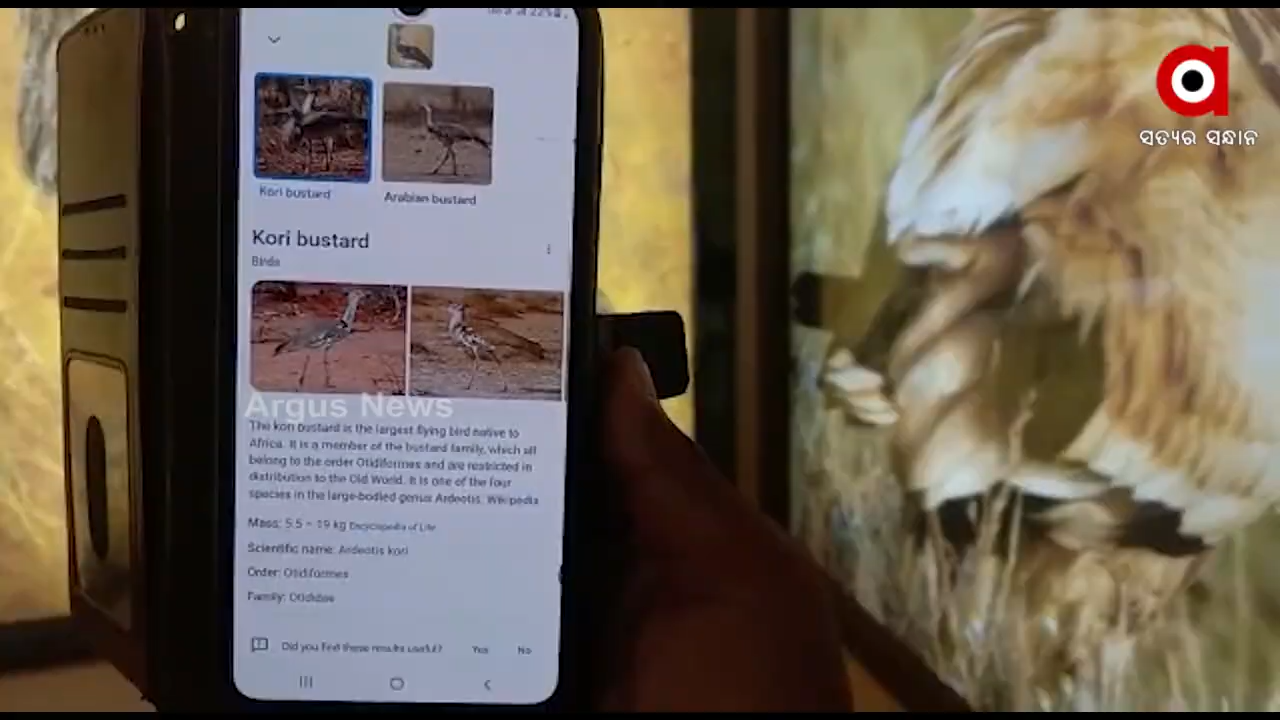 22%
ସତ୍ୟର ସନ୍ଧାନ
Kori bustard
Arabian bustard
Kori bustard
Birds
Argus News
The kori bustard is the largest flying bird native to
Africa. It is a member of the bustard family, which all
belong to the order Otidiformes and are restricted in
distribution to the Old World. It is one of the four
species in the large-bodied genus Ardeotis. Wikipedia
Mass: 5.5 – 19 kg Encyclopedia of Life
Scientific name: Ardeotis kori
Order: Otidiformes
Family: Otididae
Did you find these results useful? Yes No